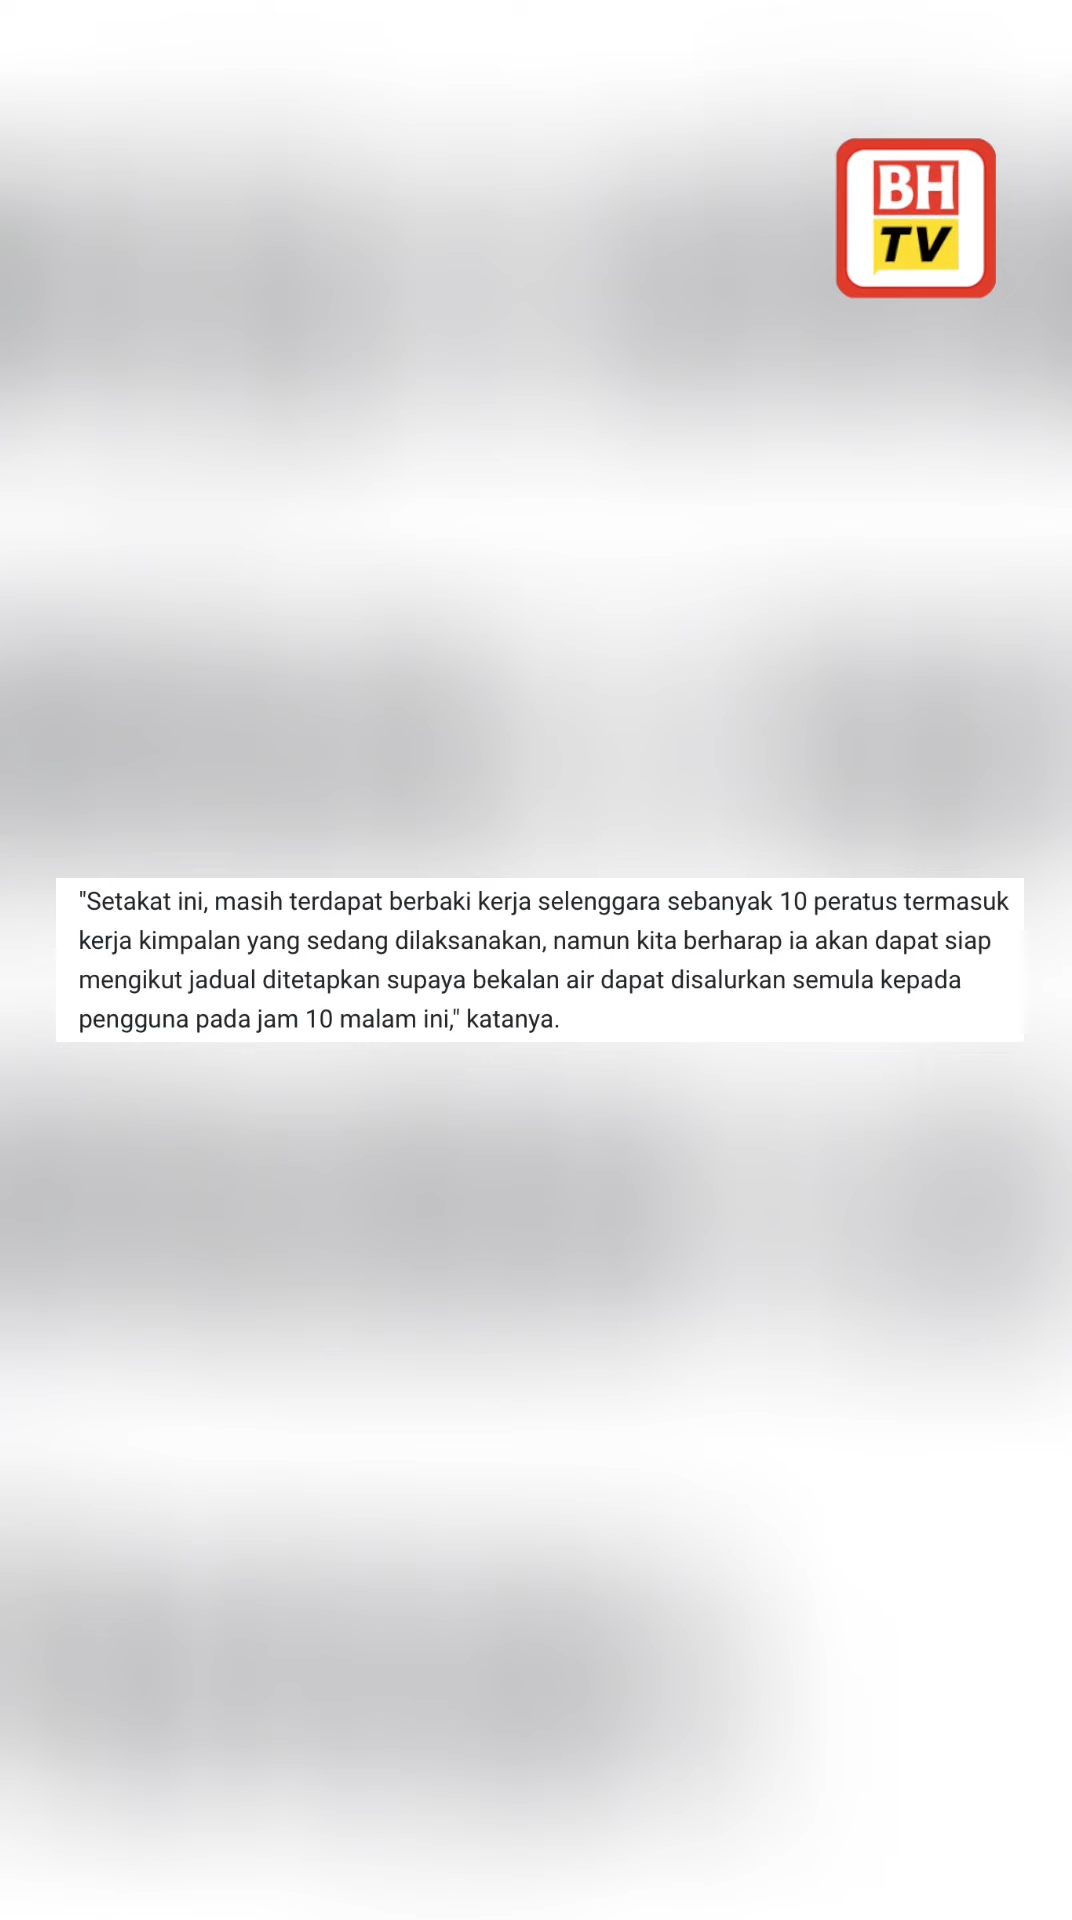 BH
TV
"Setakat ini, masih terdapat berbaki kerja selenggara sebanyak 10 peratus termasuk
kerja kimpalan yang sedang dilaksanakan, namun kita berharap ia akan dapat siap
mengikut jadual ditetapkan supaya bekalan air dapat disalurkan semula kepada
pengguna pada jam 10 malam ini," katanya.